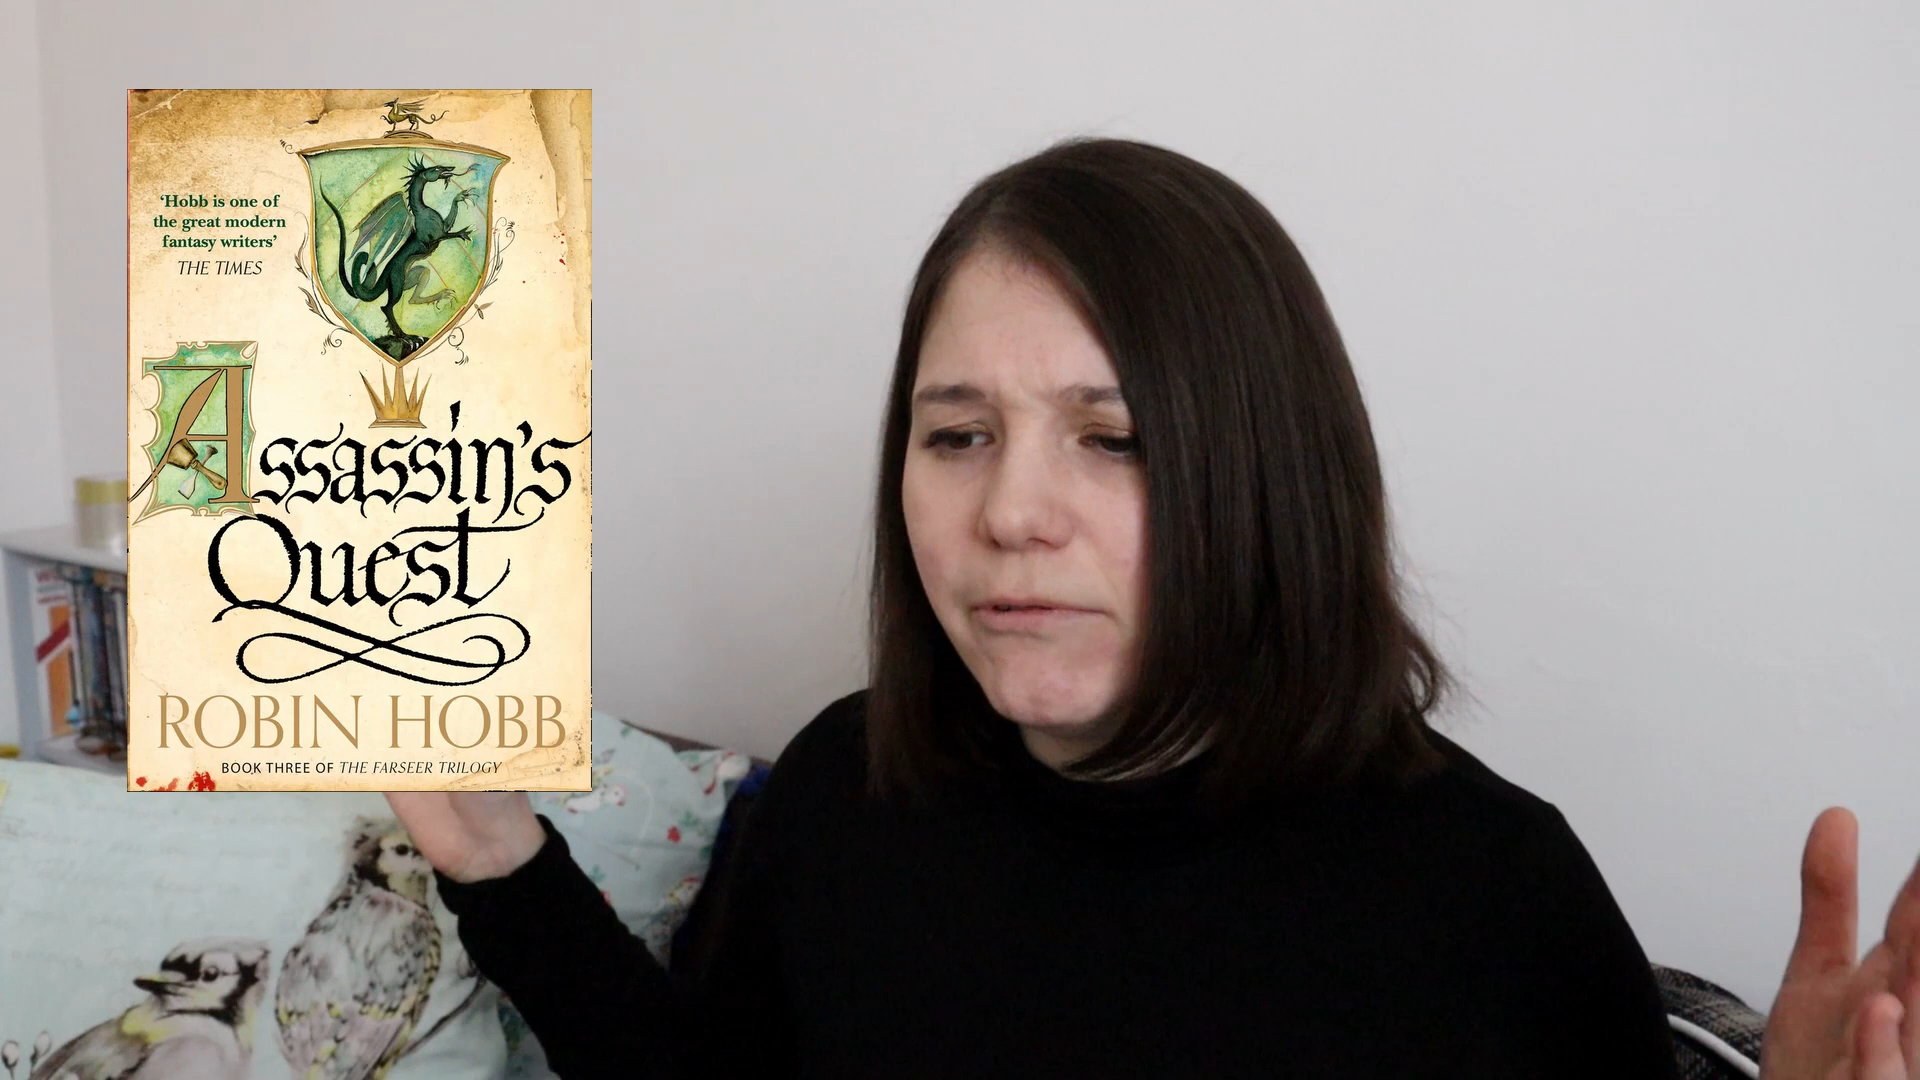 ‘Hobb is one of
the great modern
fantasy writers’
THE TIMES
Assassin’s
Quest
ROBIN HOBB
BOOK THREE OF THE FARSEER TRILOGY